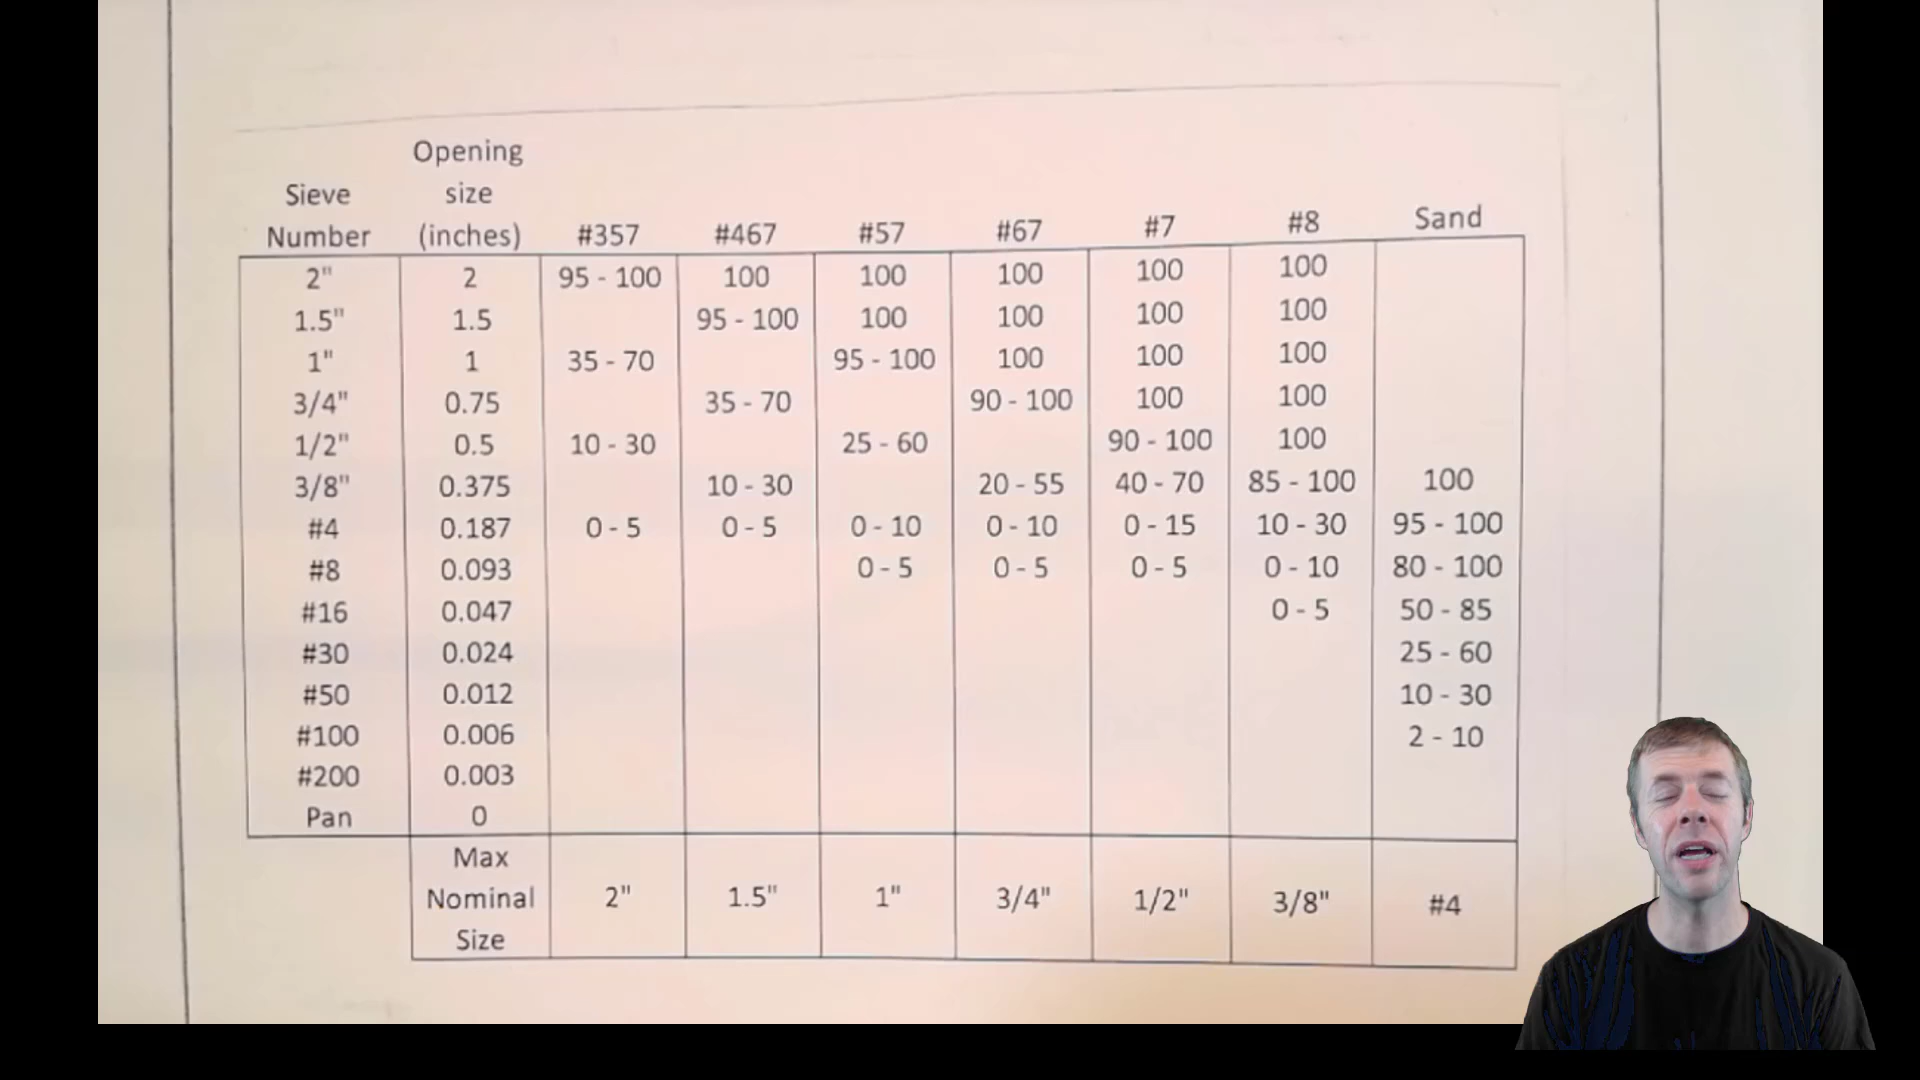 Opening
Sieve size
Number (inches) #357 #467 #57 #67 #7 #8 Sand
2" 2 95 - 100 100 100 100 100 100
1.5" 1.5 95 - 100 100 100 100 100
1" 1 35 - 70 95 - 100 100 100 100
3/4" 0.75 35 - 70 90 - 100 100 100
1/2" 0.5 10 - 30 25 - 60 90 - 100 100
3/8" 0.375 10 - 30 20 - 55 40 - 70 85 - 100 100
#4 0.187 0 - 5 0 - 5 0 - 10 0 - 10 0 - 15 10 - 30 95 - 100
#8 0.093 0 - 5 0 - 5 0 - 5 0 - 10 80 - 100
#16 0.047 0 - 5 50 - 85
#30 0.024 25 - 60
#50 0.012 10 - 30
#100 0.006 2 - 10
#200 0.003
Pan 0
Max
Nominal 2" 1.5" 1" 3/4" 1/2" 3/8" #4
Size